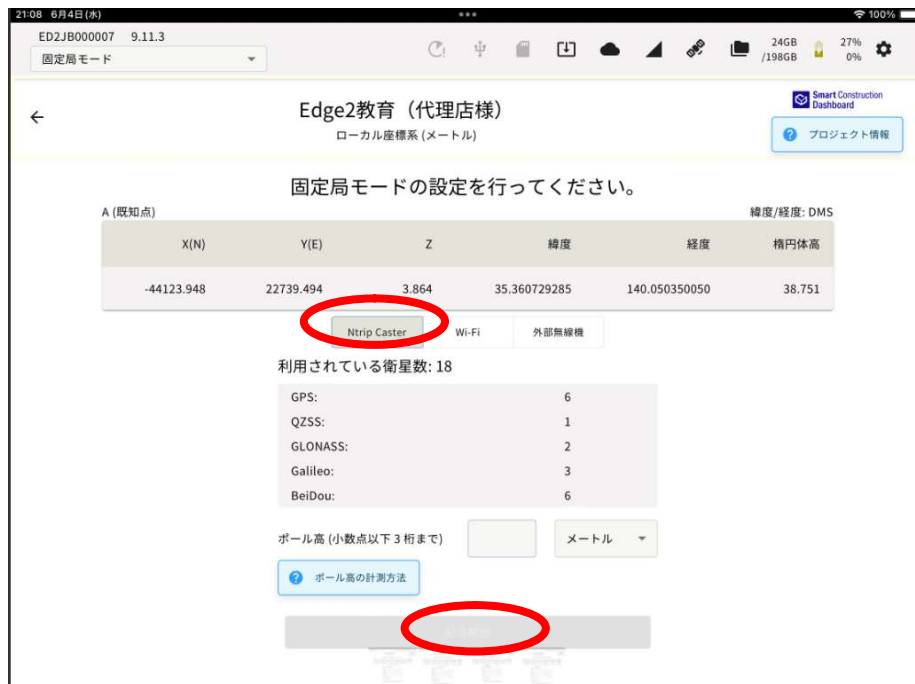 21:08 6月4日(水)
100%
ED2JB000007 9.11.3
固定局モード
24GB
/198GB
27%
0%
Edge2教育（代理店様）
ローカル座標系 (メートル)
Smart Construction
Dashboard
プロジェクト情報
固定局モードの設定を行ってください。
A (既知点)
緯度/経度: DMS
X(N) Y(E) Z 緯度 経度 楕円体高
-44123.948 22739.494 3.864 35.360729285 140.050350050 38.751
Ntrip Caster Wi-Fi 外部無線機
利用されている衛星数: 18
GPS: 6
QZSS: 1
GLONASS: 2
Galileo: 3
BeiDou: 6
ポール高 (小数点以下 3 桁まで) メートル
ポール高の計測方法